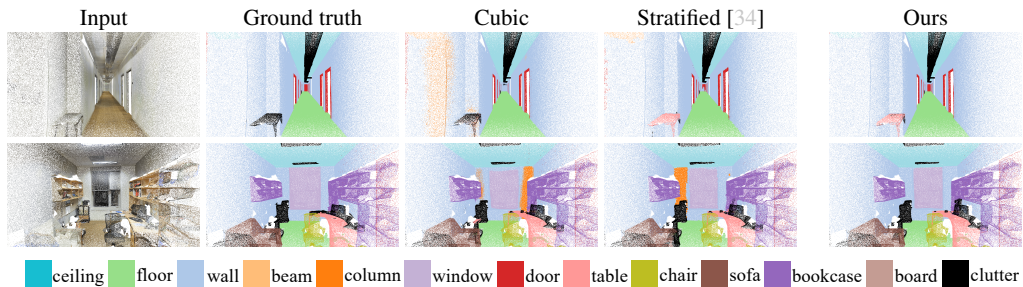 Input Ground truth Cubic Stratified [34] Ours
ceiling floor wall beam column window door table chair sofa bookcase board clutter